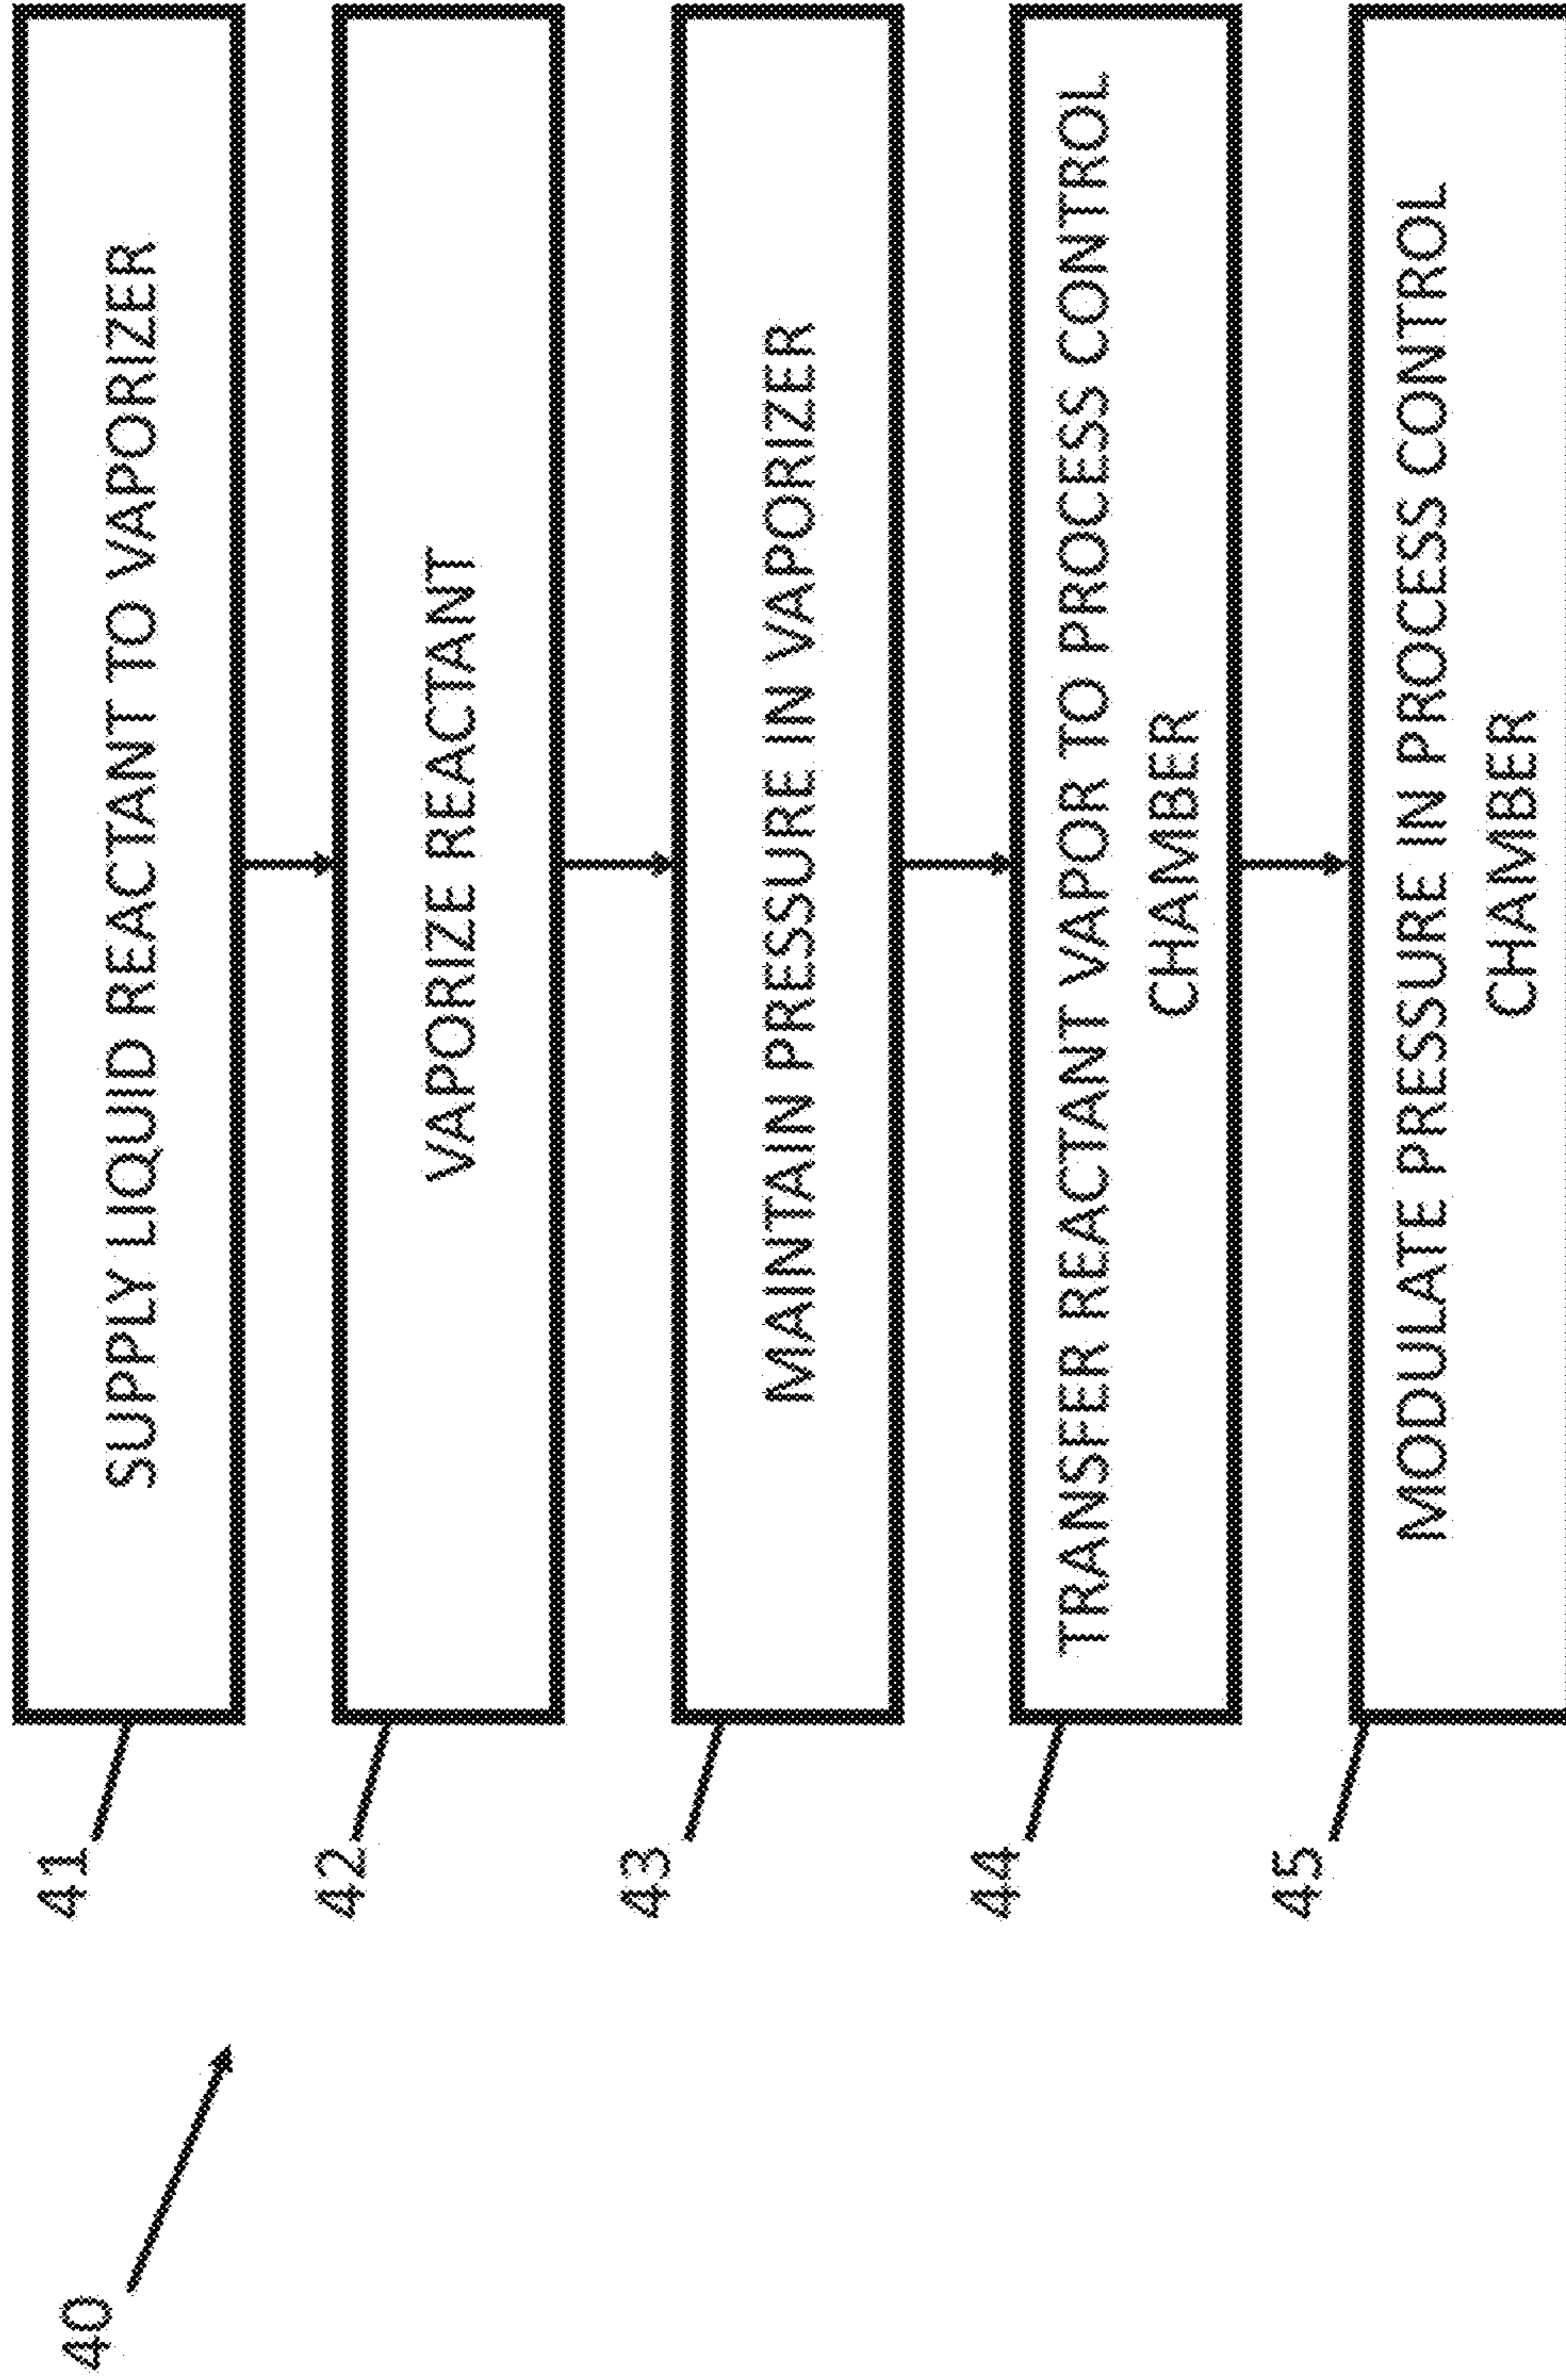 40
41
SUPPLY LIQUID REACTANT TO VAPORIZER
42
VAPORIZE REACTANT
43
MAINTAIN PRESSURE IN VAPORIZER
44
TRANSFER REACTANT VAPOR TO PROCESS CONTROL
CHAMBER
45
MODULATE PRESSURE IN PROCESS CONTROL
CHAMBER